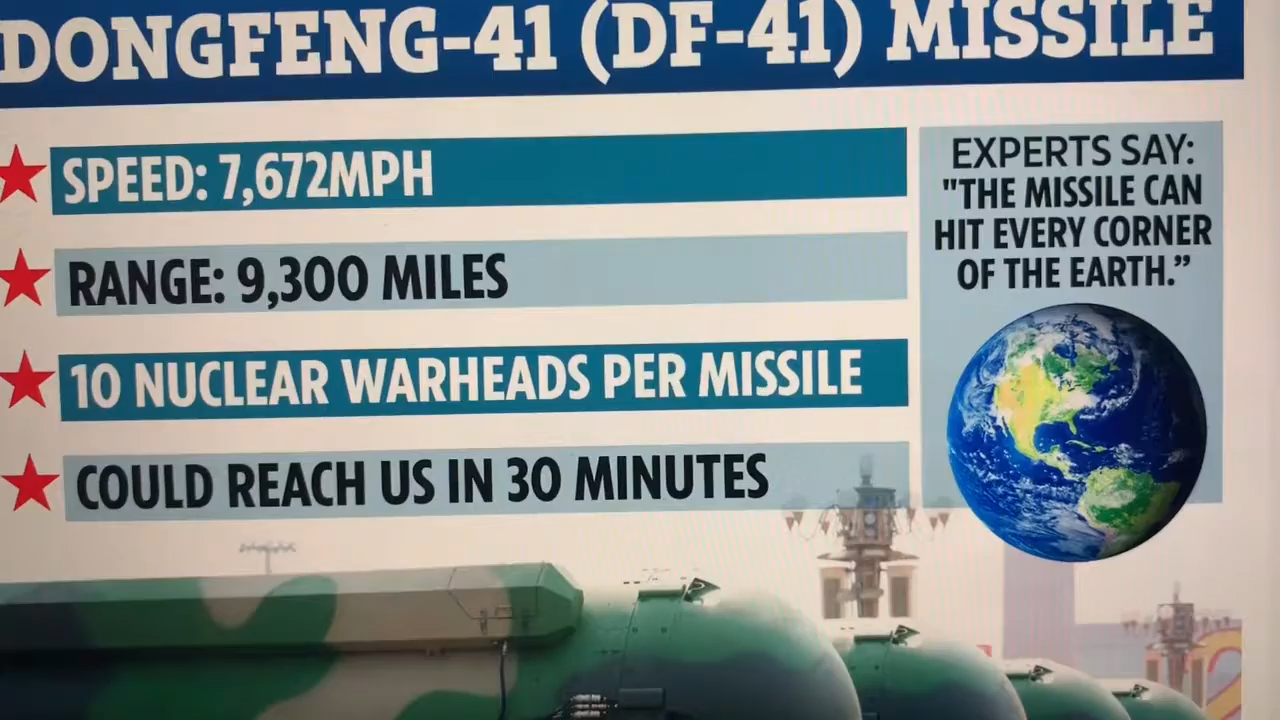 DONGFENG-41 (DF-41) MISSILE
SPEED: 7,672MPH
RANGE: 9,300 MILES
10 NUCLEAR WARHEADS PER MISSILE
COULD REACH US IN 30 MINUTES
EXPERTS SAY:
"THE MISSILE CAN
HIT EVERY CORNER
OF THE EARTH.”